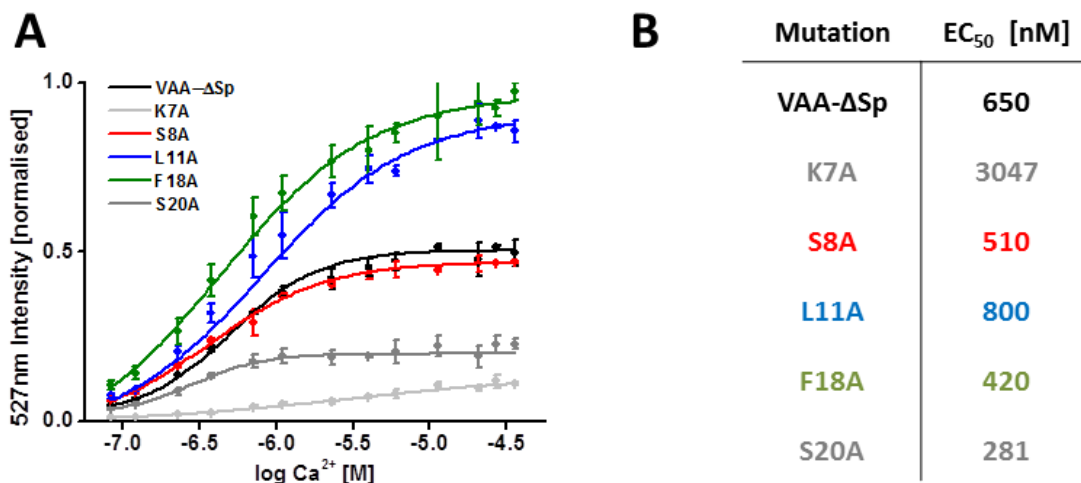 A
1.0
0.5
0.0
527nm Intensity [normalised]
VAA–ΔSp
K7A
S8A
L11A
F18A
S20A
-7.0 -6.5 -6.0 -5.5 -5.0 -4.5
log Ca²⁺ [M]
B
Mutation EC₅₀ [nM]
VAA-ΔSp 650
K7A 3047
S8A 510
L11A 800
F18A 420
S20A 281